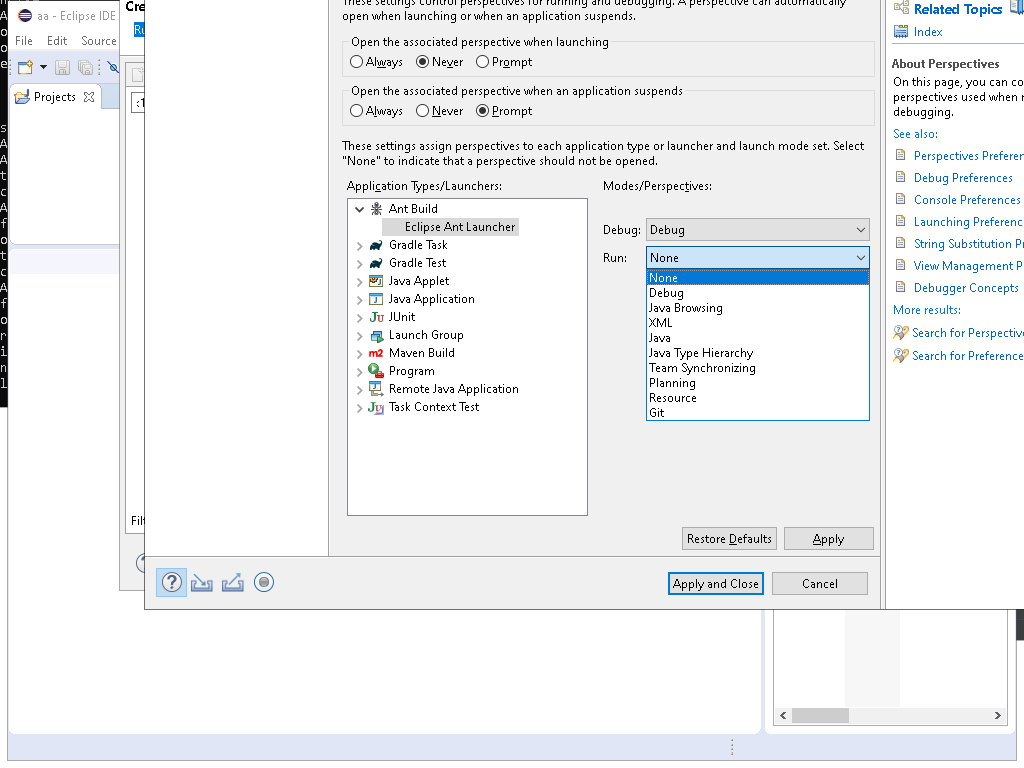 aa - Eclipse IDE
File Edit Source
Projects
Cre
Ru
:1
Filt
These settings control perspectives for running and debugging. A perspective can automatically
open when launching or when an application suspends.
Open the associated perspective when launching
Always Never Prompt
Open the associated perspective when an application suspends
Always Never Prompt
These settings assign perspectives to each application type or launcher and launch mode set. Select
"None" to indicate that a perspective should not be opened.
Application Types/Launchers:
Ant Build
Eclipse Ant Launcher
Gradle Task
Gradle Test
Java Applet
Java Application
JUnit
Launch Group
Maven Build
Program
Remote Java Application
Task Context Test
Modes/Perspectives:
Debug: Debug
Run: None
None
Debug
Java Browsing
XML
Java
Java Type Hierarchy
Team Synchronizing
Planning
Resource
Git
Restore Defaults Apply
Apply and Close Cancel
Related Topics
Index
About Perspectives
On this page, you can co
perspectives used when r
debugging.
See also:
Perspectives Preferen
Debug Preferences
Console Preferences
Launching Preferenc
String Substitution Pr
View Management P
Debugger Concepts
More results:
Search for Perspective
Search for Preference